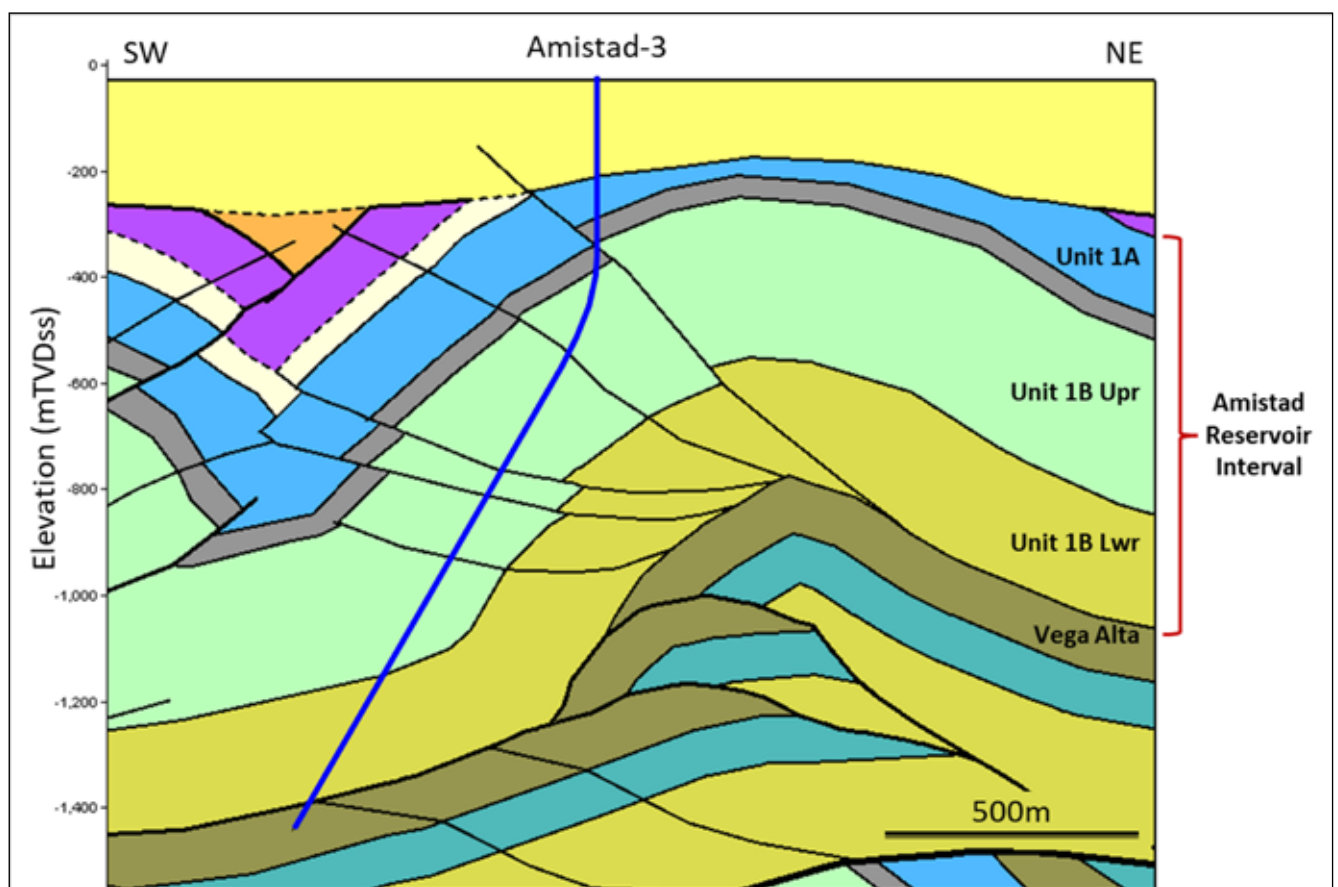 SW
Amistad-3
NE
0
-200
-400
-600
-800
-1,000
-1,200
-1,400
Elevation (mTVDss)
Unit 1A
Unit 1B Upr
Unit 1B Lwr
Vega Alta
Amistad
Reservoir
Interval
500m